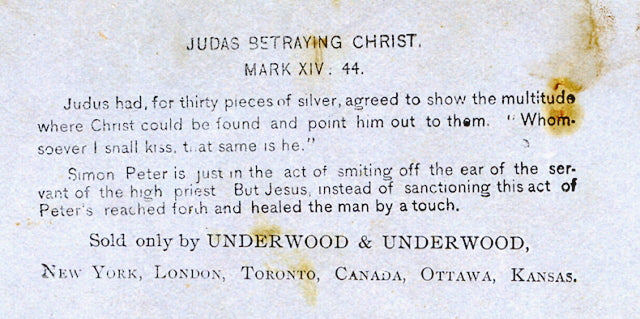 JUDAS BETRAYING CHRIST.
MARK XIV. 44.
Judus had, for thirty pieces of silver, agreed to show the multitude
where Christ could be found and point him out to them. "Whom-
soever I snall kiss, t. at same is he."
Simon Peter is just in the act of smiting off the ear of the ser-
vant of the high priest But Jesus, instead of sanctioning this act of
Peter's reached forth and healed the man by a touch.
Sold only by UNDERWOOD & UNDERWOOD,
NEW YORK, LONDON, TORONTO, CANADA, OTTAWA, KANSAS.